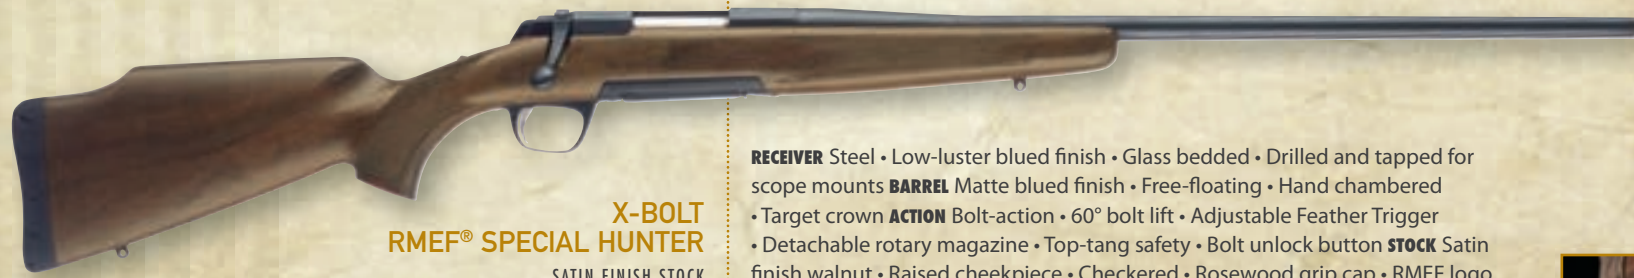 X-BOLT
RMEF® SPECIAL HUNTER
SATIN FINISH STOCK
RECEIVER Steel • Low-luster blued finish • Glass bedded • Drilled and tapped for
scope mounts BARREL Matte blued finish • Free-floating • Hand chambered
• Target crown ACTION Bolt-action • 60° bolt lift • Adjustable Feather Trigger
• Detachable rotary magazine • Top-tang safety • Bolt unlock button STOCK Satin
finish walnut • Raised cheekpiece • Checkered • Rosewood grip cap • RMEF logo